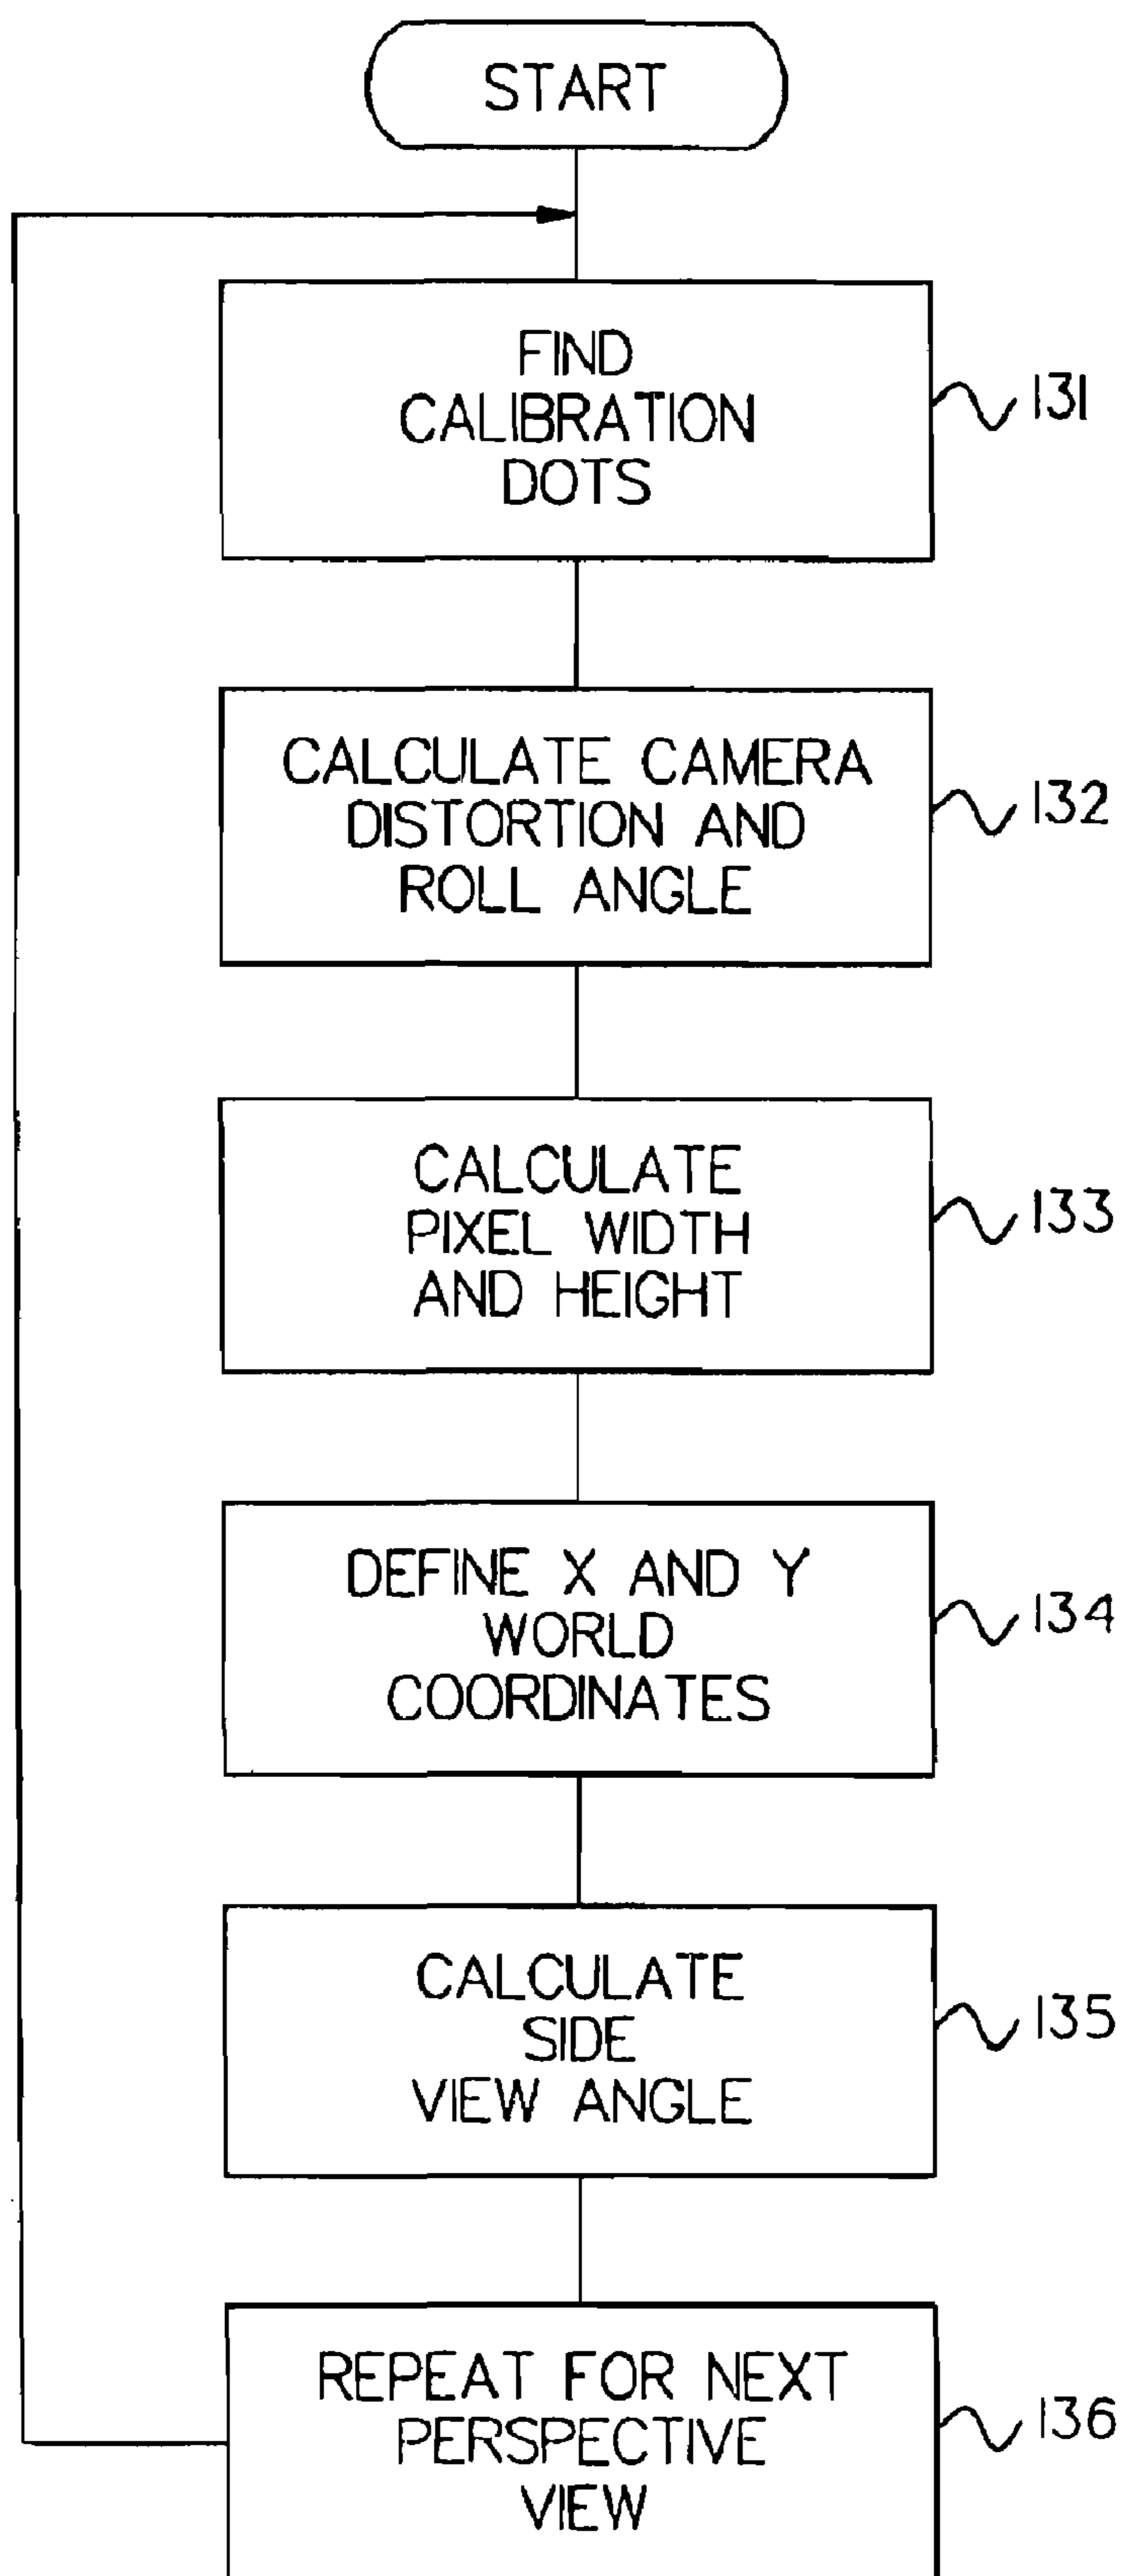 START
FIND
CALIBRATION
DOTS
131
CALCULATE CAMERA
DISTORTION AND
ROLL ANGLE
132
CALCULATE
PIXEL WIDTH
AND HEIGHT
133
DEFINE X AND Y
WORLD
COORDINATES
134
CALCULATE
SIDE
VIEW ANGLE
135
REPEAT FOR NEXT
PERSPECTIVE
VIEW
136